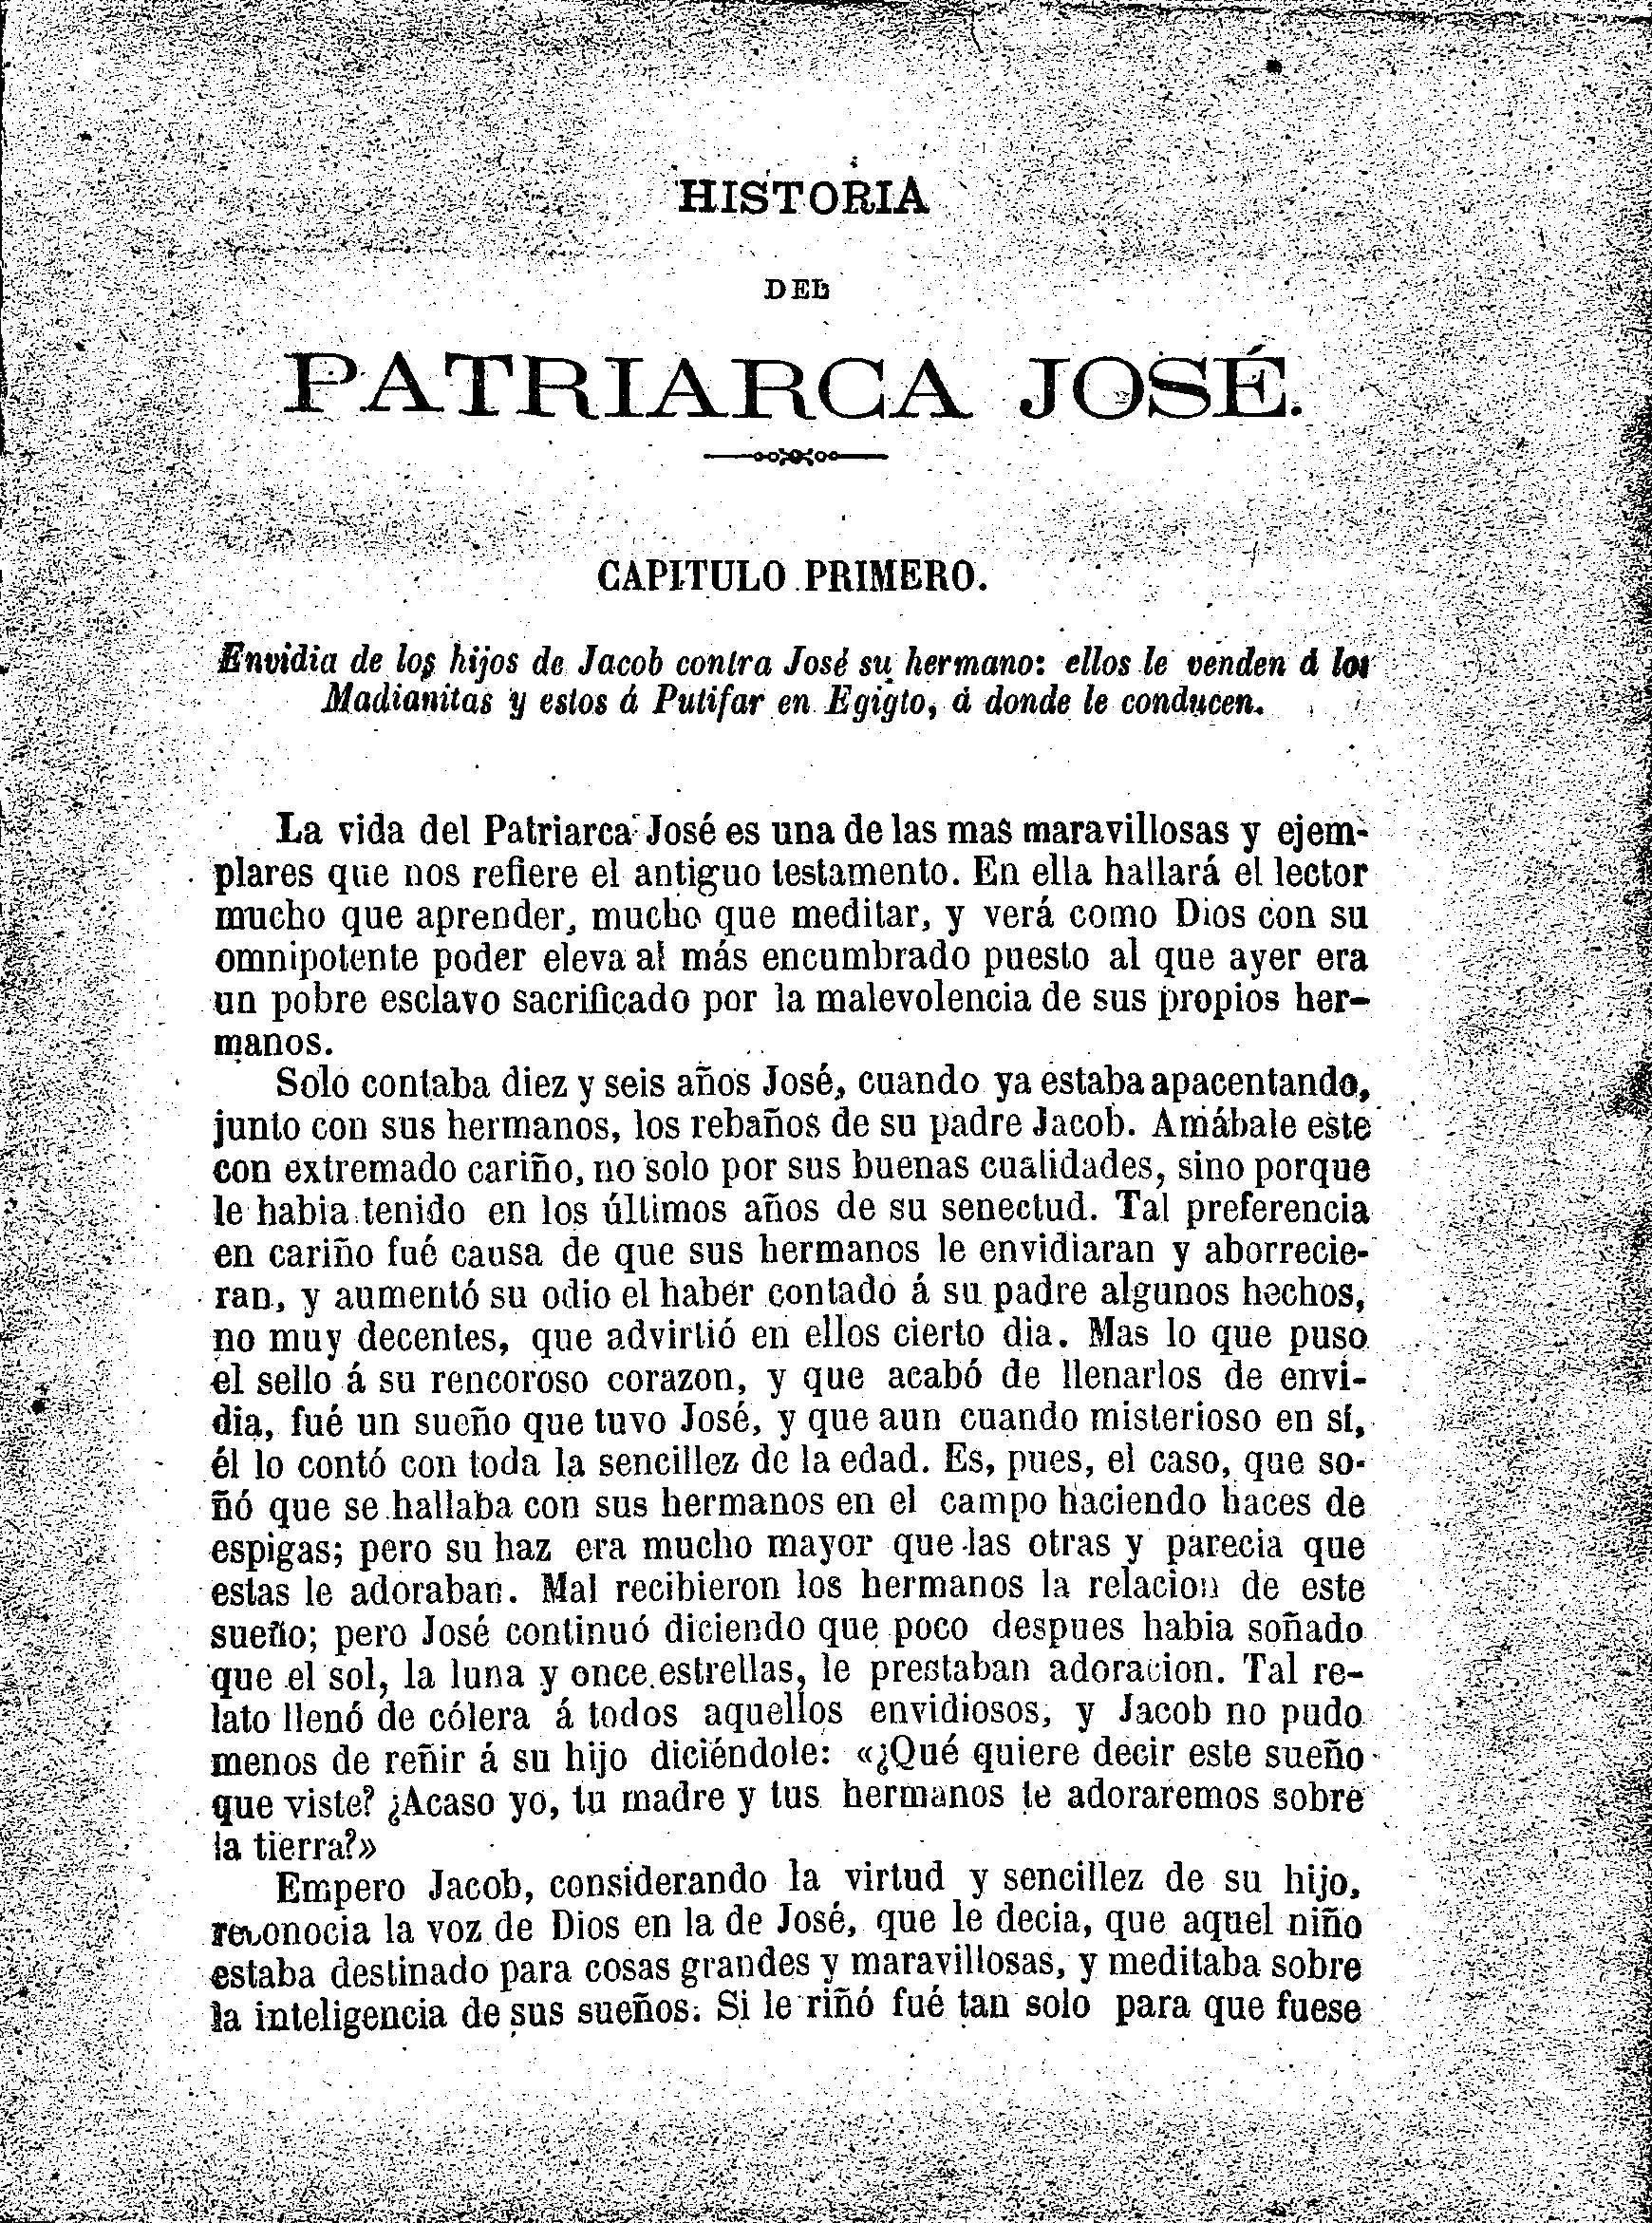 HISTORIA
DEL
PATRIARCA JOSÉ.
CAPITULO PRIMERO.
Envidia de los hijos de Jacob contra José su hermano: ellos le venden á los
Madianitas y estos á Putifar en Egigto, á donde le conducen.
La vida del Patriarca José es una de las mas maravillosas y ejem-
plares que nos refiere el antiguo testamento. En ella hallará el lector
mucho que aprender, mucho que meditar, y verá como Dios con su
omnipotente poder eleva al más encumbrado puesto al que ayer era
un pobre esclavo sacrificado por la malevolencia de sus propios her-
manos.
Solo contaba diez y seis años José, cuando ya estaba apacentando,
junto con sus hermanos, los rebaños de su padre Jacob. Amábale este
con extremado cariño, no solo por sus buenas cualidades, sino porque
le habia tenido en los últimos años de su senectud. Tal preferencia
en cariño fué causa de que sus hermanos le envidiaran y aborrecie-
ran, y aumentó su odio el haber contado á su padre algunos hechos,
no muy decentes, que advirtió en ellos cierto dia. Mas lo que puso
el sello á su rencoroso corazon, y que acabó de llenarlos de envi-
dia, fué un sueño que tuvo José, y que aun cuando misterioso en sí,
él lo contó con toda la sencillez de la edad. Es, pues, el caso, que so-
ñó que se hallaba con sus hermanos en el campo haciendo haces de
espigas; pero su haz era mucho mayor que las otras y parecia que
estas le adoraban. Mal recibieron los hermanos la relacion de este
sueño; pero José continuó diciendo que poco despues habia soñado
que el sol, la luna y once estrellas, le prestaban adoracion. Tal re-
lato llenó de cólera á todos aquellos envidiosos, y Jacob no pudo
menos de reñir á su hijo diciéndole: «¿Qué quiere decir este sueño
que viste? ¿Acaso yo, tu madre y tus hermanos te adoraremos sobre
la tierra?»
Empero Jacob, considerando la virtud y sencillez de su hijo,
reconocia la voz de Dios en la de José, que le decia, que aquel niño
estaba destinado para cosas grandes y maravillosas, y meditaba sobre
la inteligencia de sus sueños. Si le riñó fué tan solo para que fuese